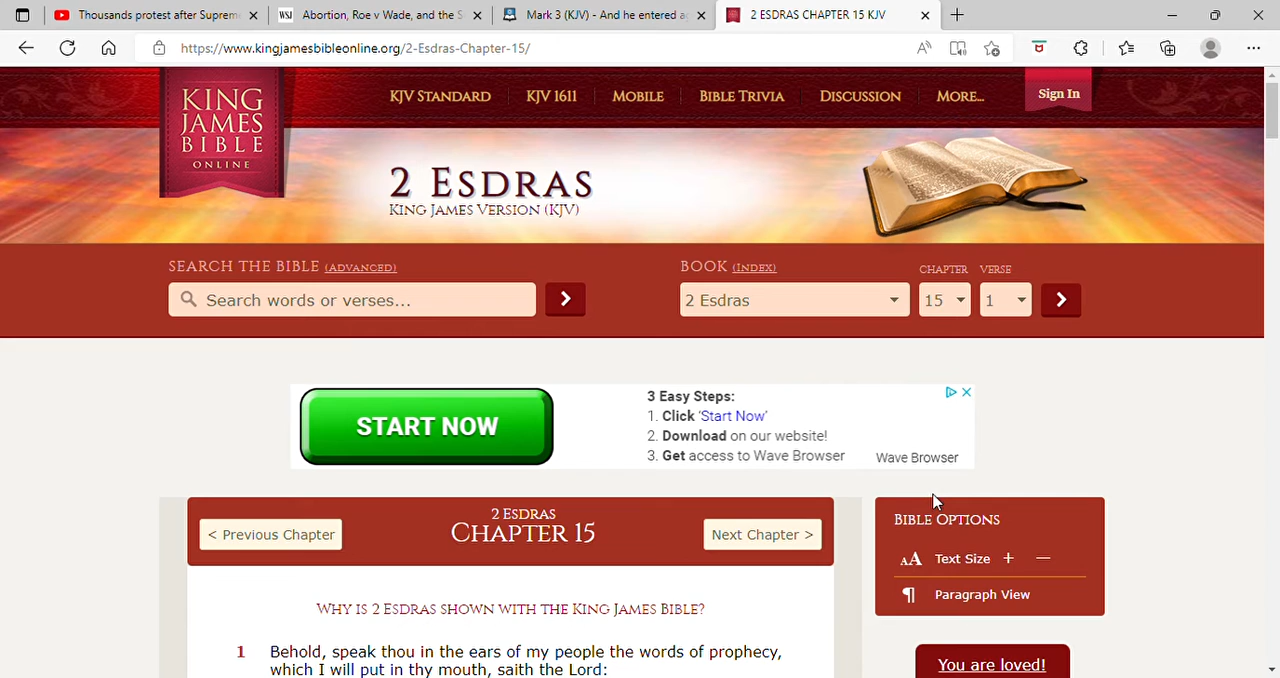 Thousands protest after Supreme
WSJ Abortion, Roe v Wade, and the S
Mark 3 (KJV) - And he entered ag
2 ESDRAS CHAPTER 15 KJV
https://www.kingjamesbibleonline.org/2-Esdras-Chapter-15/
KING
JAMES
BIBLE
ONLINE
KJV STANDARD
KJV 1611
MOBILE
BIBLE TRIVIA
DISCUSSION
MORE...
Sign In
2 ESDRAS
KING JAMES VERSION (KJV)
SEARCH THE BIBLE (ADVANCED)
BOOK (INDEX)
CHAPTER
VERSE
Search words or verses...
2 Esdras
15
1
START NOW
3 Easy Steps:
1. Click 'Start Now'
2. Download on our website!
3. Get access to Wave Browser
Wave Browser
< Previous Chapter
2 ESDRAS
CHAPTER 15
Next Chapter >
BIBLE OPTIONS
AA Text Size + —
¶ Paragraph View
WHY IS 2 ESDRAS SHOWN WITH THE KING JAMES BIBLE?
1 Behold, speak thou in the ears of my people the words of prophecy,
which I will put in thy mouth, saith the Lord:
You are loved!